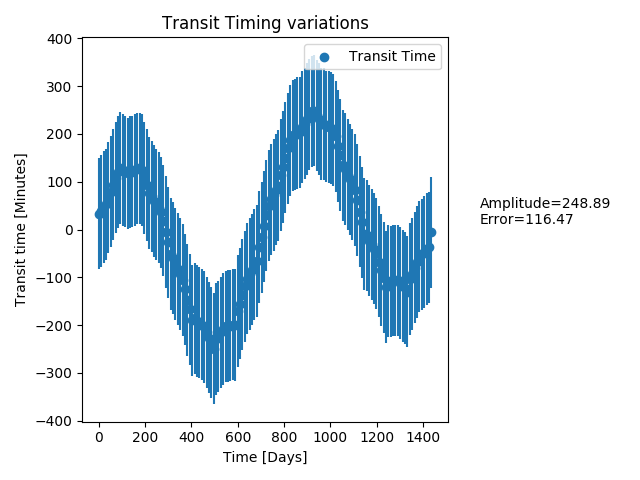 Transit Timing variations
Transit Time
Transit time [Minutes]
400
300
200
100
0
−100
−200
−300
−400
Amplitude=248.89
Error=116.47
0 200 400 600 800 1000 1200 1400
Time [Days]